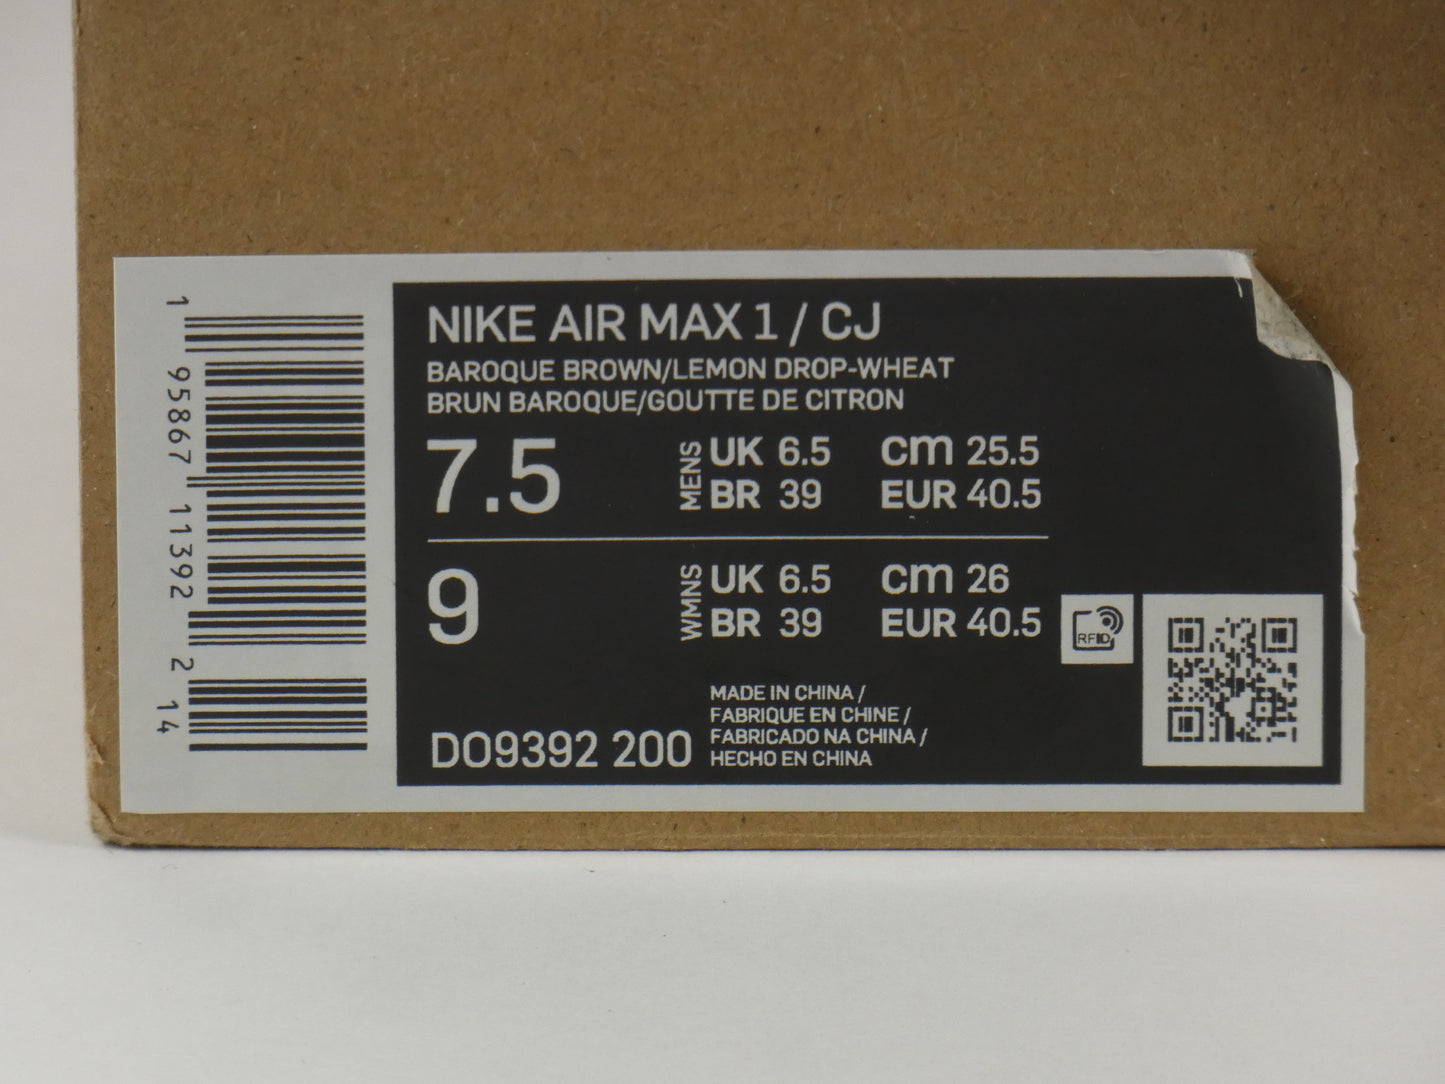 1 95867 11392 2 14
NIKE AIR MAX 1 / CJ
BAROQUE BROWN/LEMON DROP-WHEAT
BRUN BAROQUE/GOUTTE DE CITRON
7.5 MENS UK 6.5 cm 25.5
BR 39 EUR 40.5
9 WMNS UK 6.5 cm 26
BR 39 EUR 40.5
RFID
MADE IN CHINA /
FABRIQUE EN CHINE /
FABRICADO NA CHINA /
HECHO EN CHINA
DO9392 200